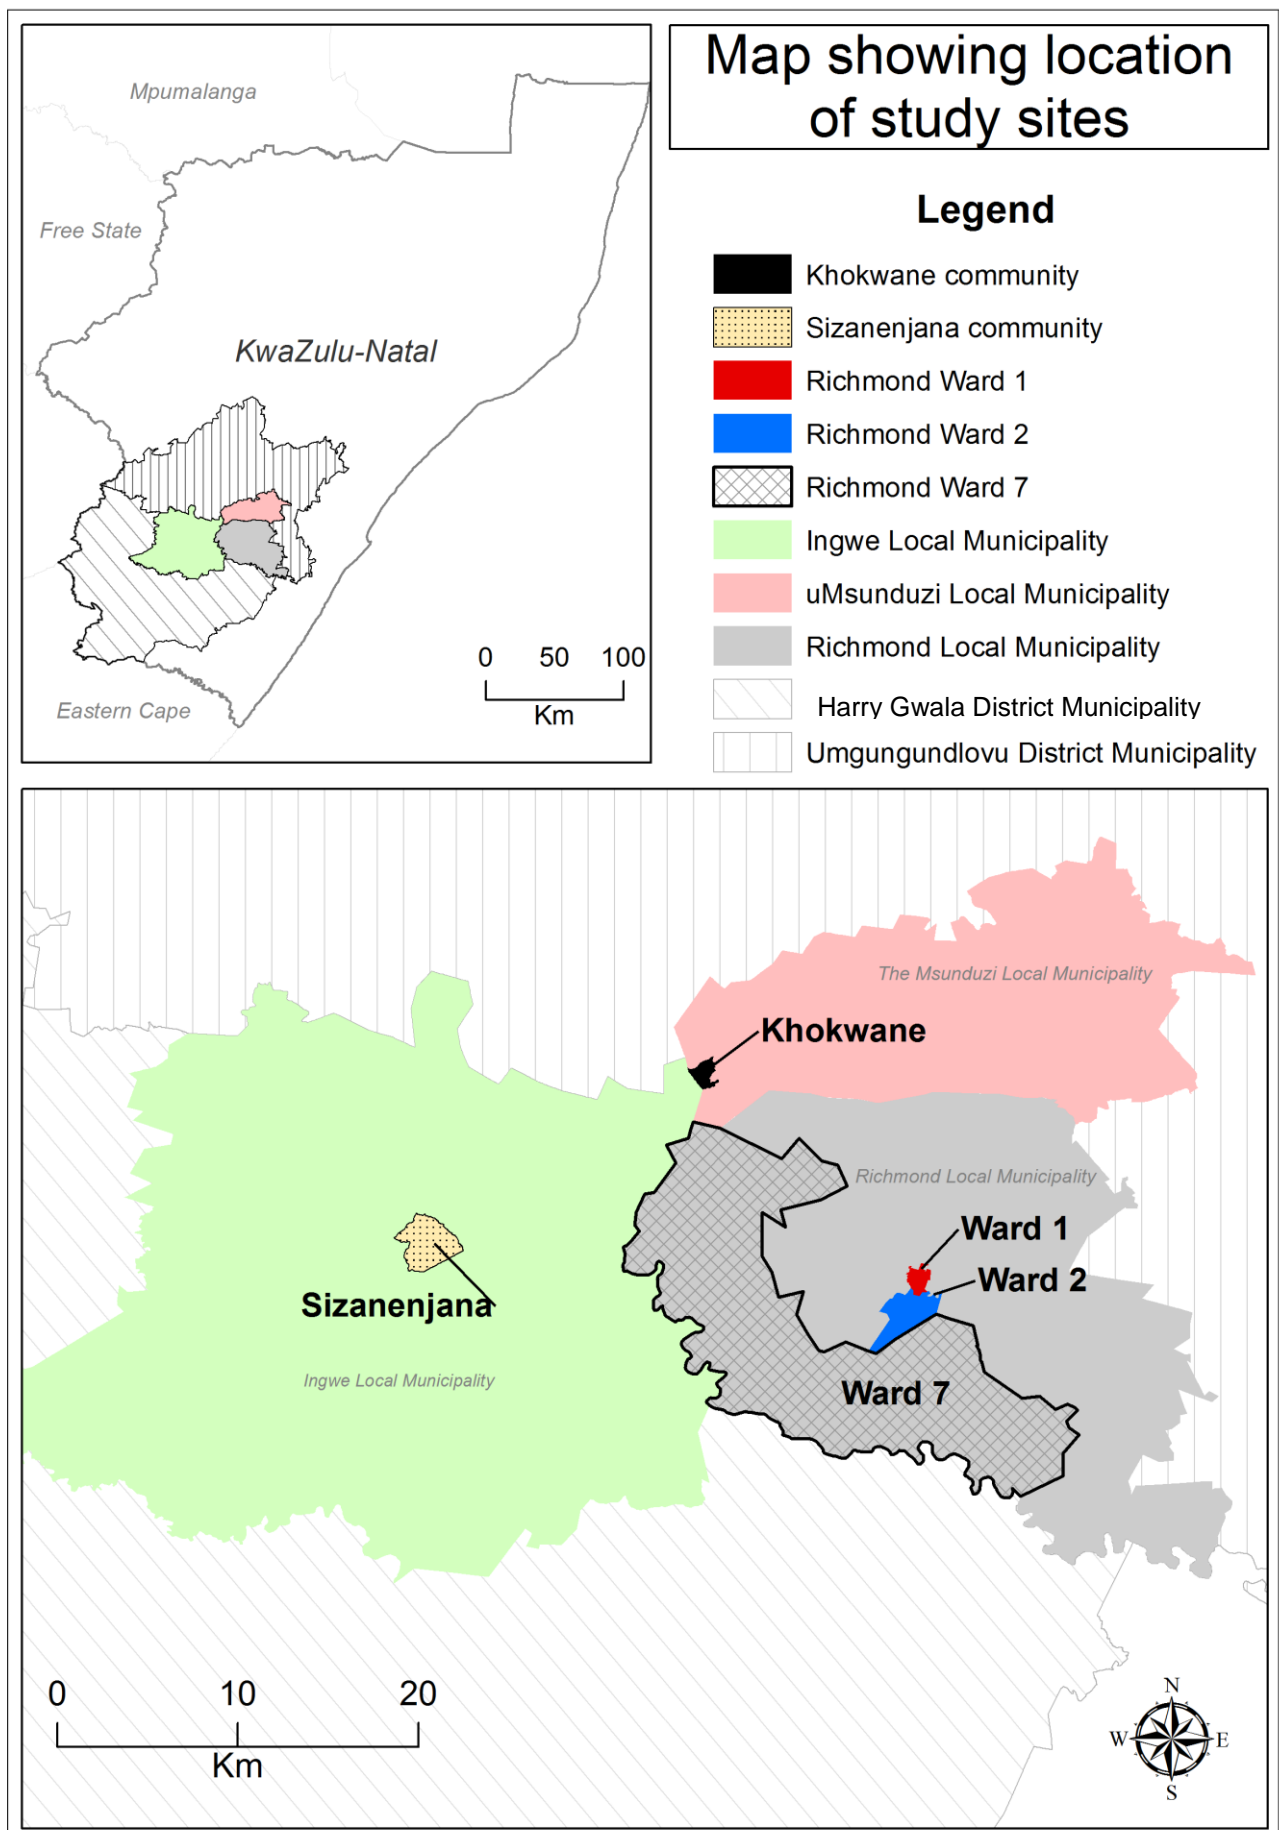 Map showing location
of study sites
Mpumalanga
Free State
KwaZulu-Natal
Eastern Cape
0 50 100
Km
Legend
Khokwane community
Sizanenjana community
Richmond Ward 1
Richmond Ward 2
Richmond Ward 7
Ingwe Local Municipality
uMsunduzi Local Municipality
Richmond Local Municipality
Harry Gwala District Municipality
Umgungundlovu District Municipality
The Msunduzi Local Municipality
Khokwane
Richmond Local Municipality
Ward 1
Ward 2
Sizanenjana
Ingwe Local Municipality
Ward 7
0 10 20
Km
N
W E
S